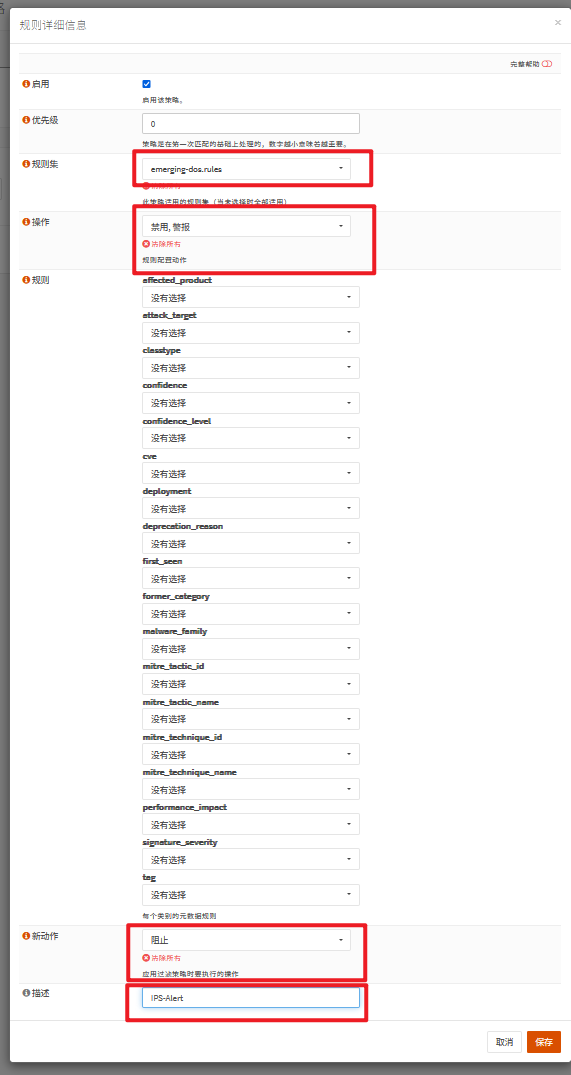 规则详细信息
×
完整帮助
启用
启用该策略。
优先级
0
策略是在第一次匹配的基础上处理的，数字越小意味着越重要。
规则集
emerging-dos.rules
清除所有
此策略适用的规则集（当未选择时全部适用）
操作
禁用, 警报
清除所有
规则配置动作
规则
affected_product
没有选择
attack_target
没有选择
classtype
没有选择
confidence
没有选择
confidence_level
没有选择
cve
没有选择
deployment
没有选择
deprecation_reason
没有选择
first_seen
没有选择
former_category
没有选择
malware_family
没有选择
mitre_tactic_id
没有选择
mitre_tactic_name
没有选择
mitre_technique_id
没有选择
mitre_technique_name
没有选择
performance_impact
没有选择
signature_severity
没有选择
tag
没有选择
每个类别的元数据规则
新动作
阻止
清除所有
应用过滤策略时要执行的操作
描述
IPS-Alert
取消
保存